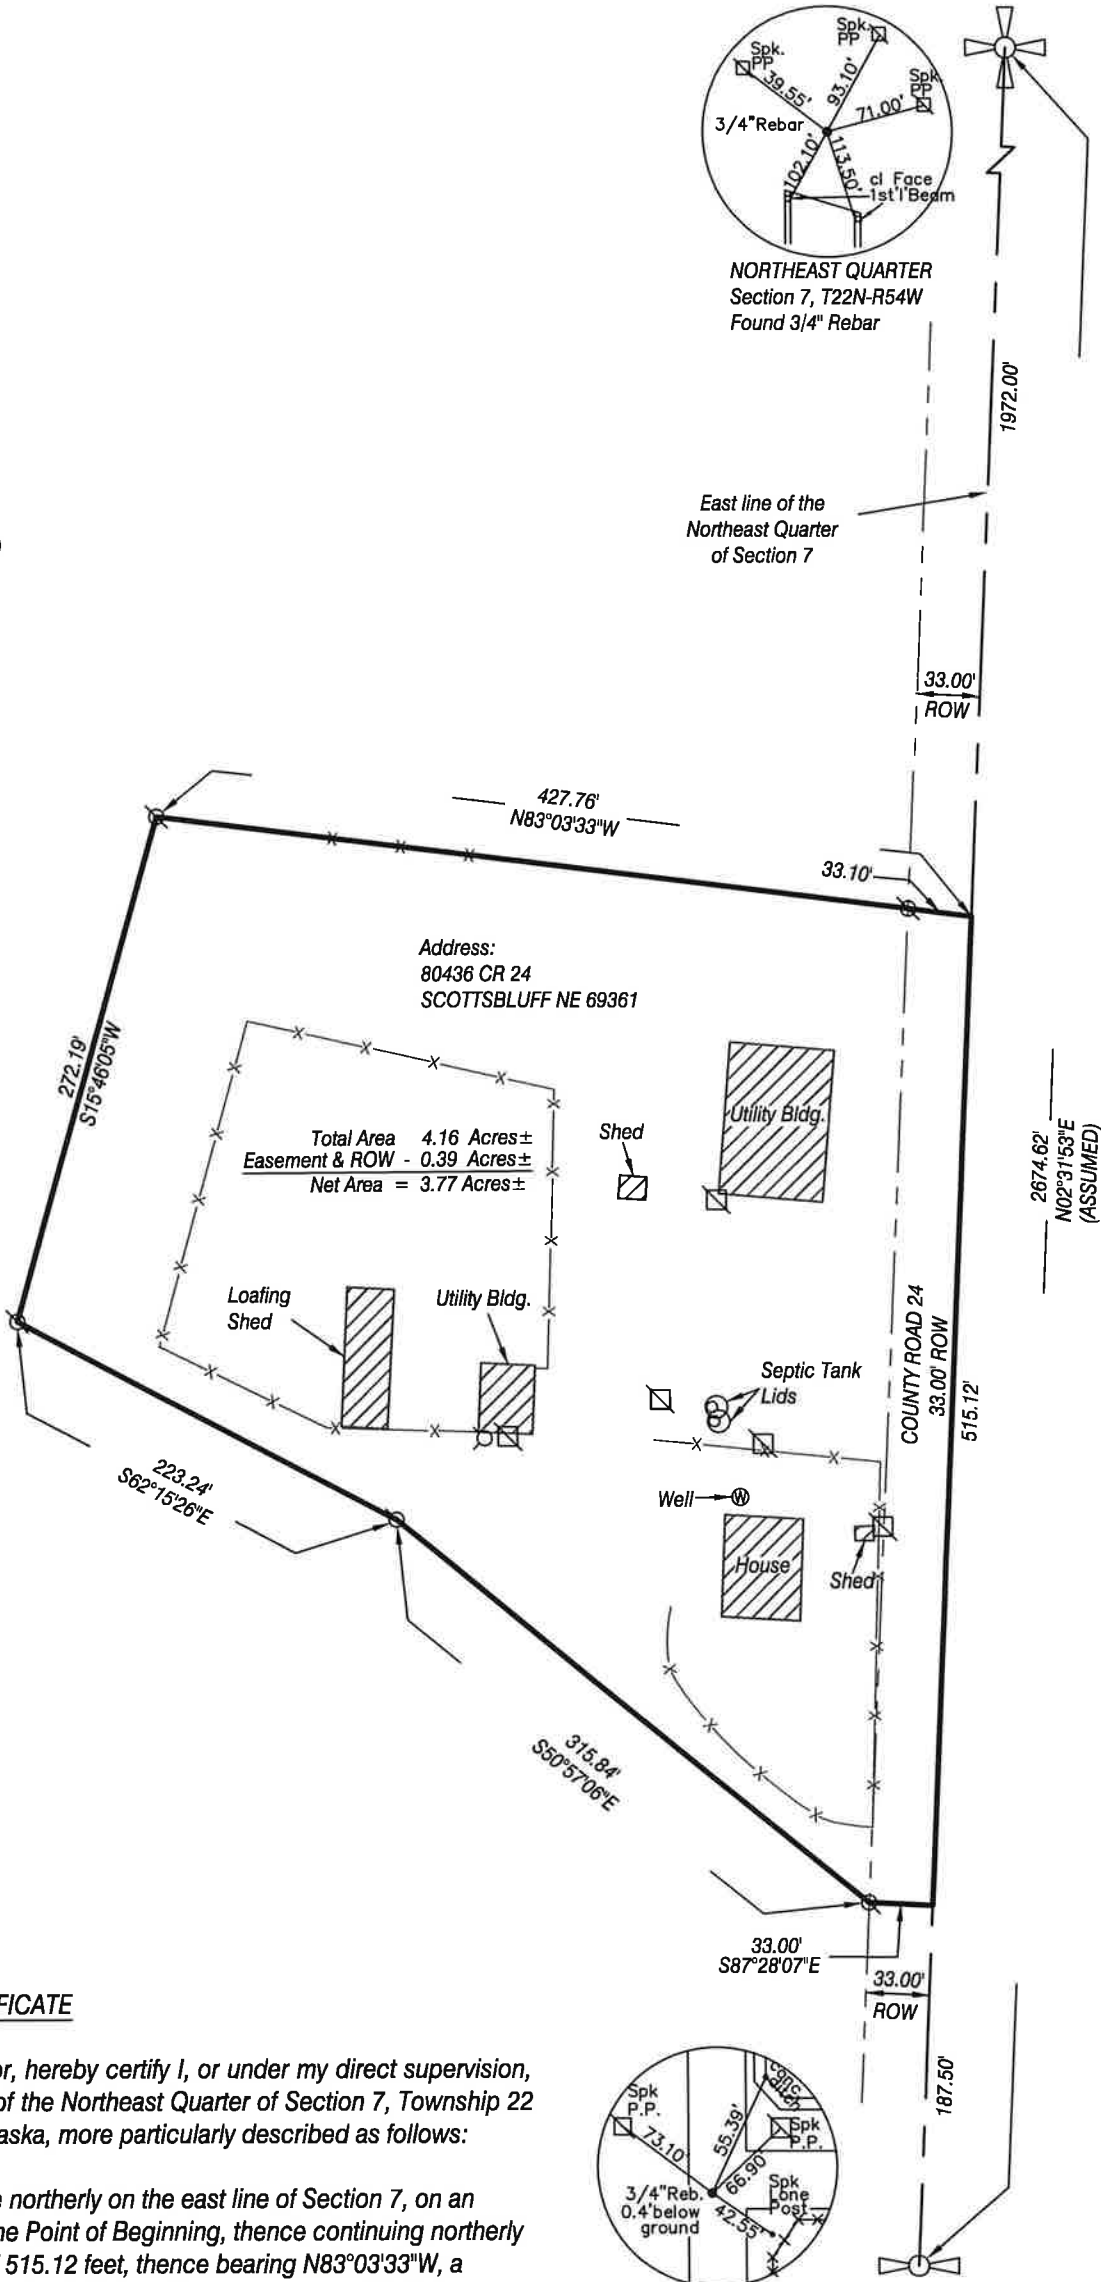 Spk.
PP
Spk.
PP
Spk.
PP
39.55'
93.10'
71.00'
3/4"Rebar
102.10'
113.50'
cl Face
1st'I'Beam
NORTHEAST QUARTER
Section 7, T22N-R54W
Found 3/4" Rebar
1972.00'
East line of the
Northeast Quarter
of Section 7
33.00'
ROW
427.76'
N83°03'33"W
33.10'
Address:
80436 CR 24
SCOTTSBLUFF NE 69361
272.19'
S15°46'05"W
Utility Bldg.
Shed
Total Area 4.16 Acres±
Easement & ROW - 0.39 Acres±
Net Area = 3.77 Acres±
2674.62'
N02°31'53"E
(ASSUMED)
Loafing
Shed
Utility Bldg.
COUNTY ROAD 24
33.00' ROW
515.12'
Septic Tank
Lids
Well
W
223.24'
S62°15'26"E
House
Shed
315.84'
S50°57'06"E
33.00'
S87°28'07"E
33.00'
ROW
187.50'
FICATE
or, hereby certify I, or under my direct supervision,
of the Northeast Quarter of Section 7, Township 22
aska, more particularly described as follows:
e northerly on the east line of Section 7, on an
he Point of Beginning, thence continuing northerly
f 515.12 feet, thence bearing N83°03'33"W, a
Spk
P.P.
conc
ditch
Spk
P.P.
73.10'
55.39'
66.90'
3/4"Reb.
0.4'below
ground
42.55'
Spk
Lone
Post